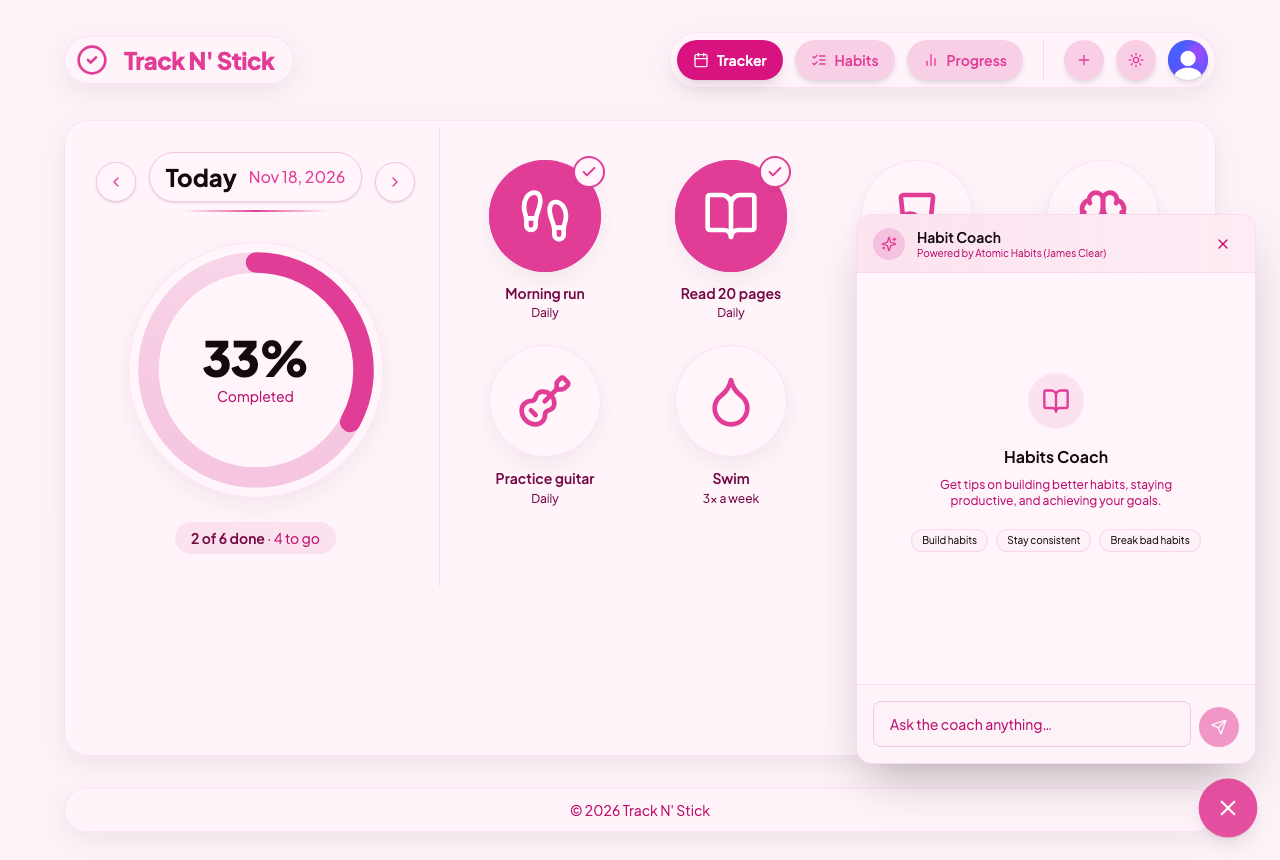 Track N' Stick
Tracker
Habits
Progress
Today Nov 18, 2026
33%
Completed
2 of 6 done · 4 to go
Morning run
Daily
Read 20 pages
Daily
Practice guitar
Daily
Swim
3× a week
Habit Coach
Powered by Atomic Habits (James Clear)
Habits Coach
Get tips on building better habits, staying
productive, and achieving your goals.
Build habits
Stay consistent
Break bad habits
Ask the coach anything...
© 2026 Track N' Stick